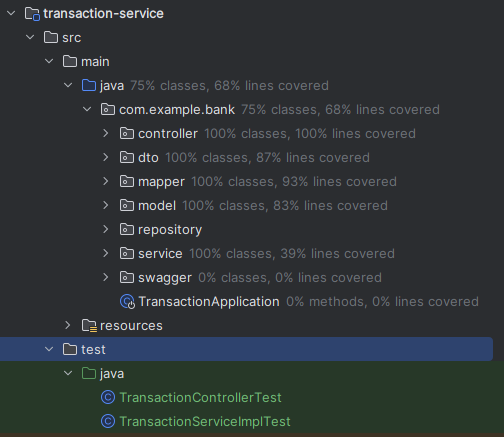 transaction-service
src
main
java 75% classes, 68% lines covered
com.example.bank 75% classes, 68% lines covered
controller 100% classes, 100% lines covered
dto 100% classes, 87% lines covered
mapper 100% classes, 93% lines covered
model 100% classes, 83% lines covered
repository
service 100% classes, 39% lines covered
swagger 0% classes, 0% lines covered
TransactionApplication 0% methods, 0% lines covered
resources
test
java
TransactionControllerTest
TransactionServiceImplTest